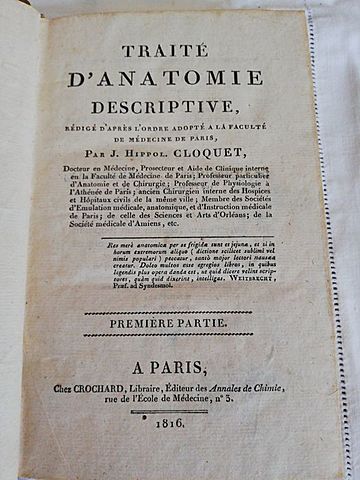 TRAITÉ
D'ANATOMIE
DESCRIPTIVE,
RÉDIGÉ D'APRÈS L'ORDRE ADOPTÉ A LA FACULTÉ
DE MÉDECINE DE PARIS,
PAR J. HIPPOL. CLOQUET,
Docteur en Médecine, Prosecteur et Aide de Clinique interne
en la Faculté de Médecine de Paris; Professeur particulier
d'Anatomie et de Chirurgie; Professeur de Physiologie à
l'Athénée de Paris; ancien Chirurgien interne des Hospices
et Hôpitaux civils de la même ville; Membre des Sociétés
d'Emulation médicale, anatomique, et d'Instruction médicale
de Paris; de celle des Sciences et Arts d'Orléans; de la
Société médicale d'Amiens, etc.
Res merè anatomicæ per se frigidæ sunt et jejunæ, et si in
horum extremorum aliquo (dictione scilicet sublimi vel
nimis populari) peccatur, tantò major lectori nausea
creatur. Doleo multos esse egregios libros, in quibus
legendis plus opera danda est, ut quid dicere velint scrip-
tores, quàm quid dixerint, intelligas. WEITBRECHT,
Præf. ad Syndesmol.
PREMIÈRE PARTIE.
A PARIS,
Chez CROCHARD, Libraire, Éditeur des Annales de Chimie,
rue de l'École de Médecine, n° 3.
1816.